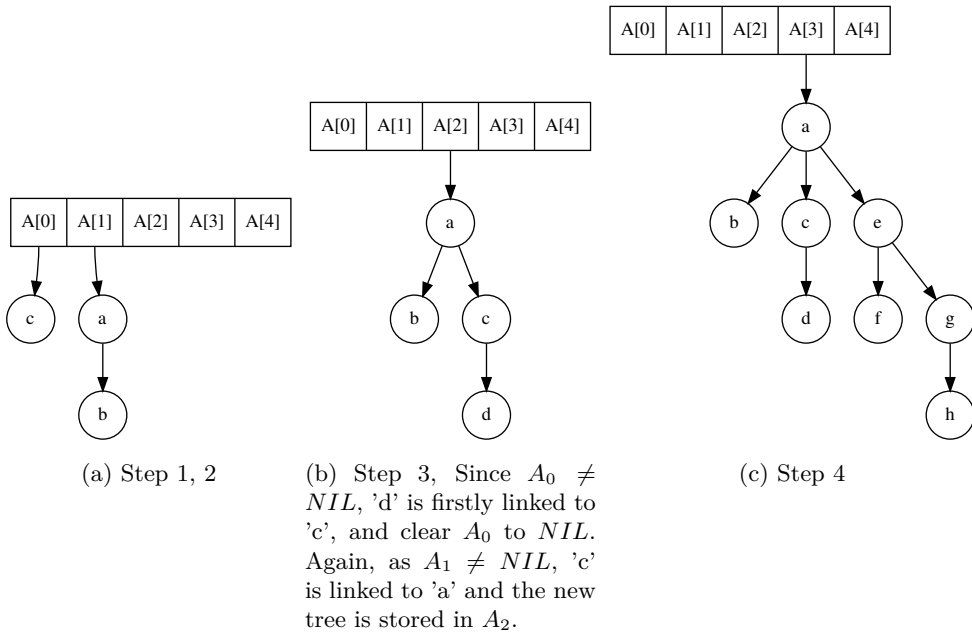 A[0] A[1] A[2] A[3] A[4]
c a
b
(a) Step 1, 2
A[0] A[1] A[2] A[3] A[4]
a
b c
d
(b) Step 3, Since A₀ ≠
NIL, 'd' is firstly linked to
'c', and clear A₀ to NIL.
Again, as A₁ ≠ NIL, 'c'
is linked to 'a' and the new
tree is stored in A₂.
A[0] A[1] A[2] A[3] A[4]
a
b c e
d f g
h
(c) Step 4